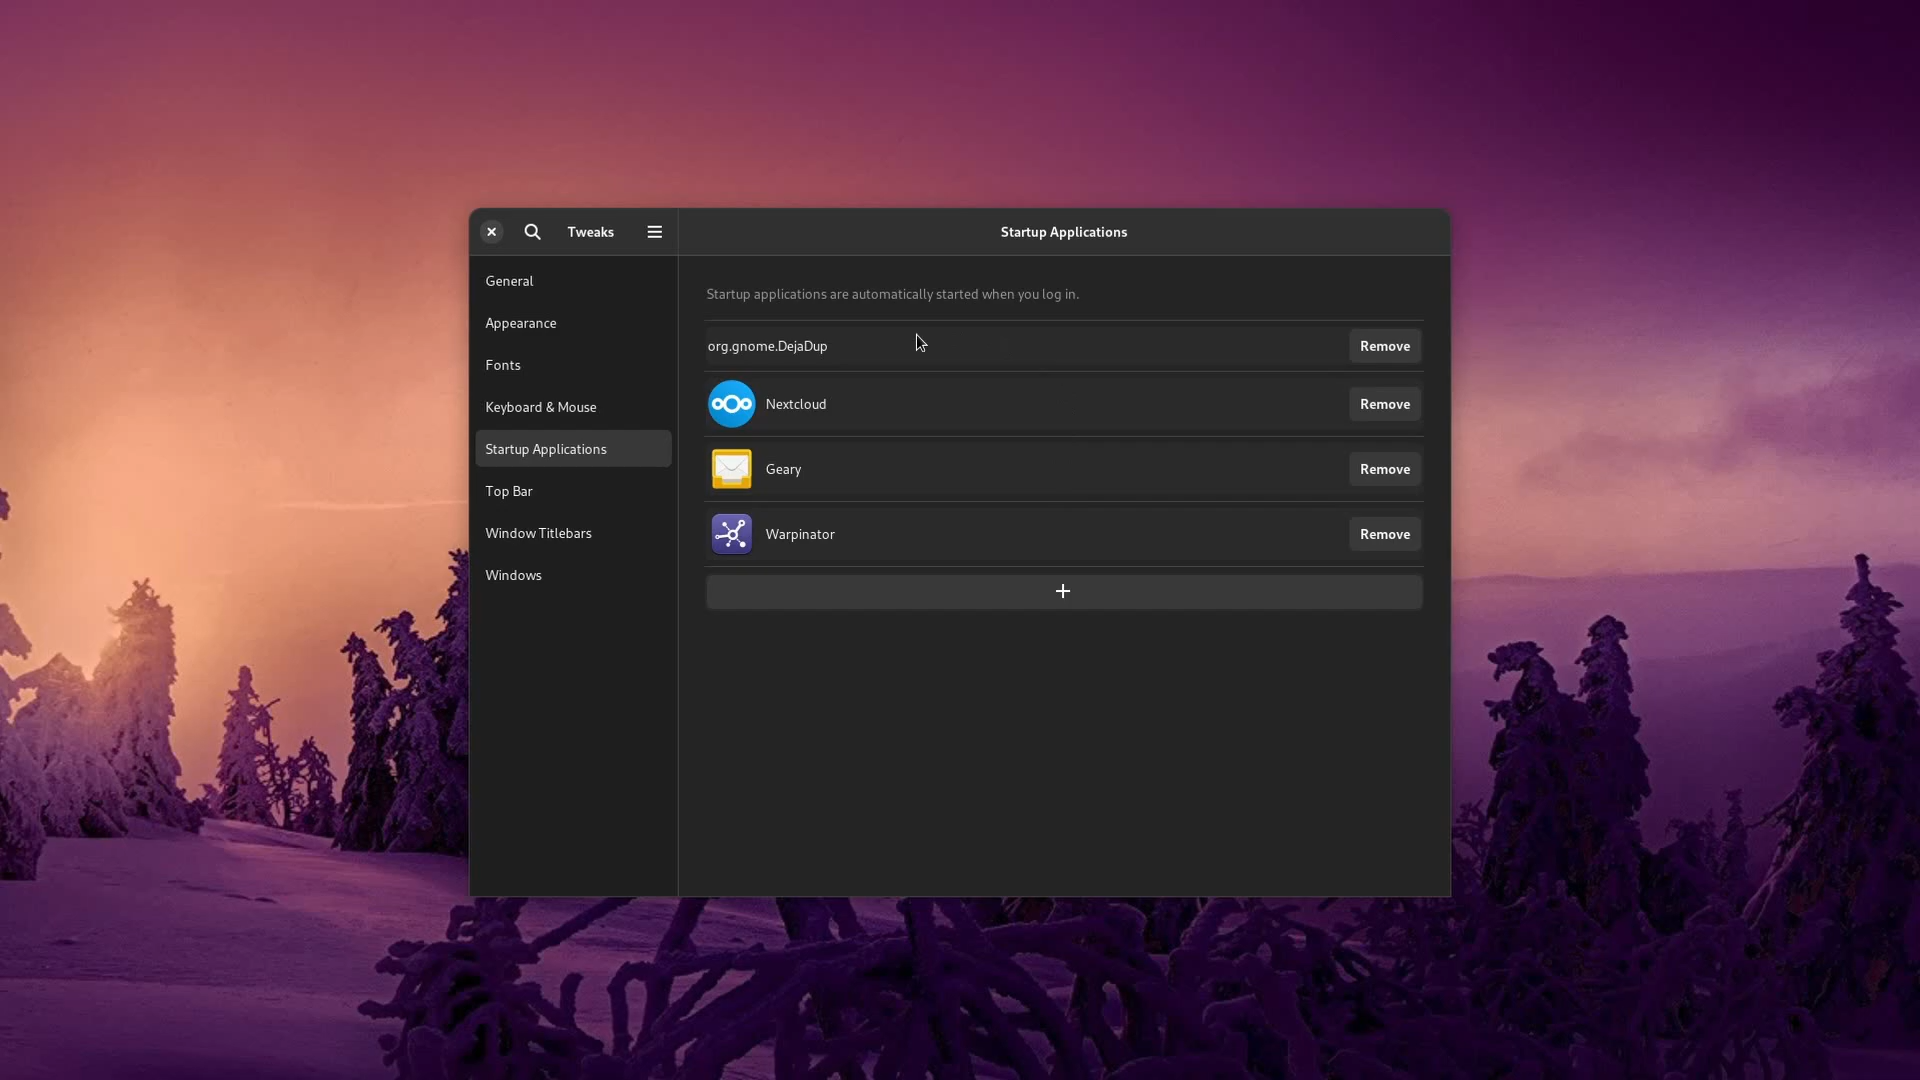 Tweaks
Startup Applications
General
Appearance
Fonts
Keyboard & Mouse
Startup Applications
Top Bar
Window Titlebars
Windows
Startup applications are automatically started when you log in.
org.gnome.DejaDup Remove
Nextcloud Remove
Geary Remove
Warpinator Remove